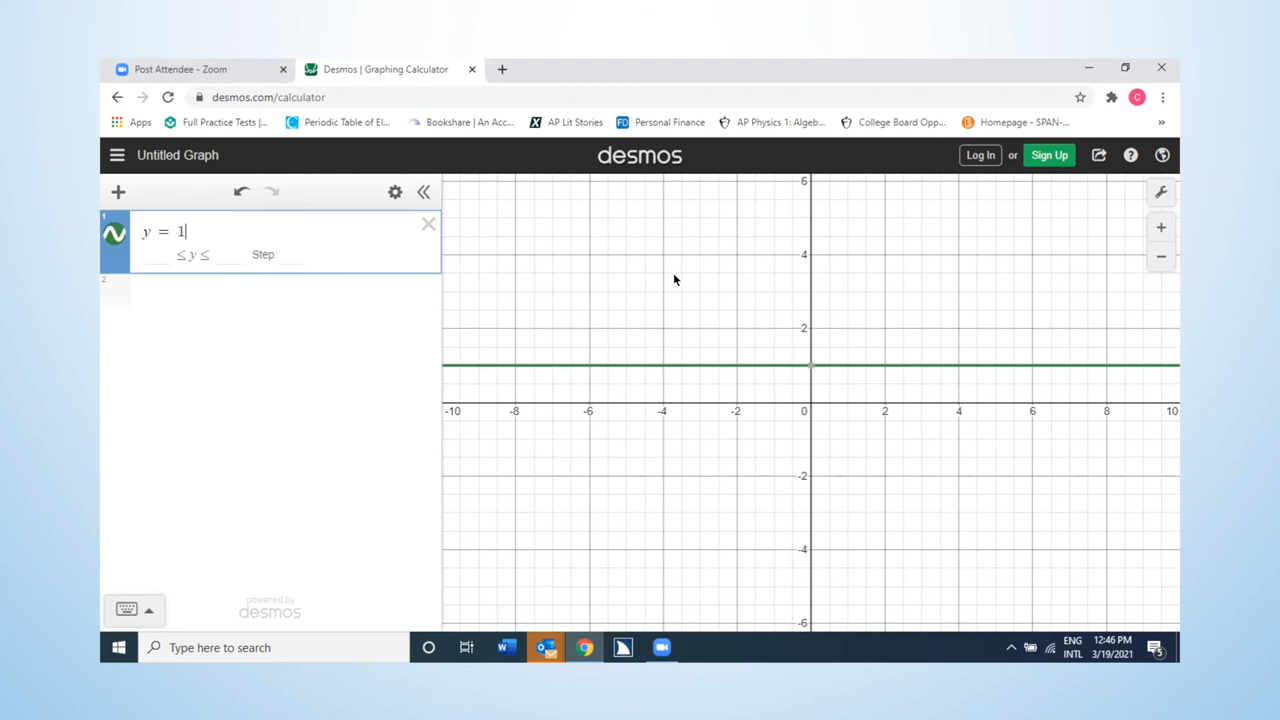 Post Attendee - Zoom
Desmos | Graphing Calculator
desmos.com/calculator
C
Apps
Full Practice Tests |...
Periodic Table of El...
Bookshare | An Acc...
AP Lit Stories
FD Personal Finance
AP Physics 1: Algeb...
College Board Opp...
Homepage - SPAN-...
Untitled Graph
desmos
Log In or Sign Up
1
y = 1
≤ y ≤ Step:
2
6
4
2
-10 -8 -6 -4 -2 0 2 4 6 8 10
-2
-4
-6
powered by
desmos
Type here to search
ENG
INTL
12:46 PM
3/19/2021
5